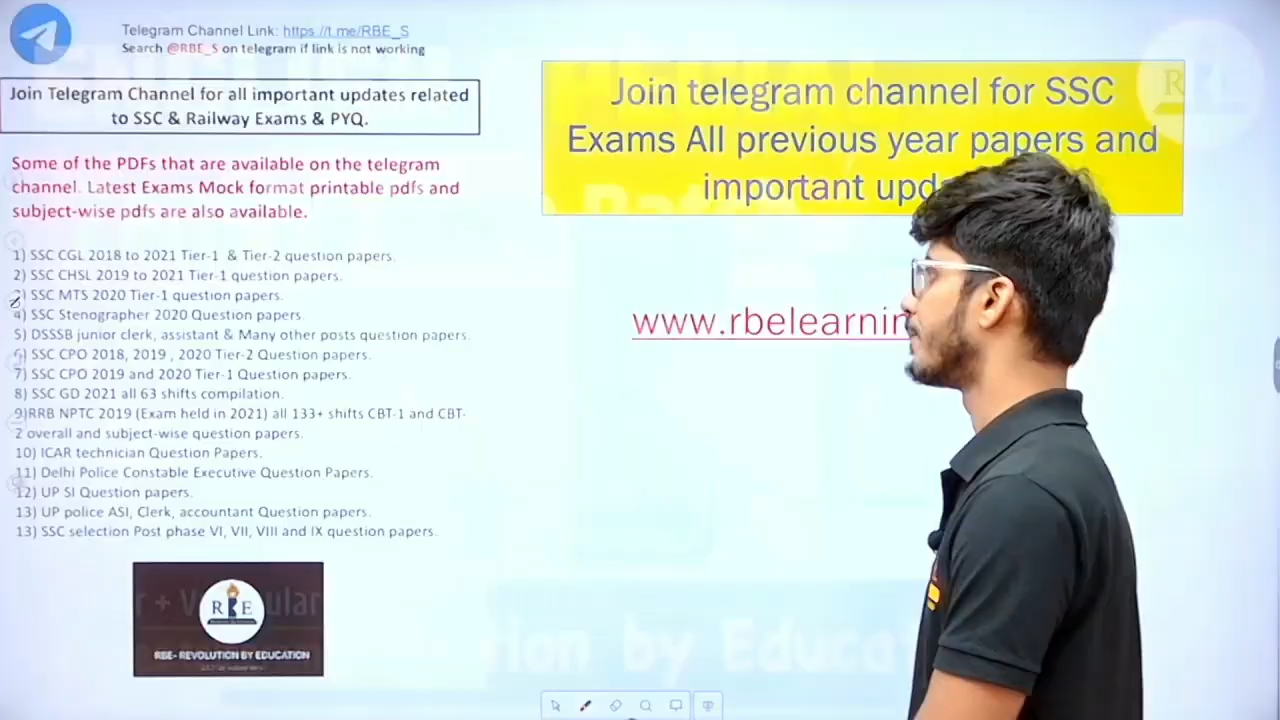 Telegram Channel Link: https://t.me/RBE_S
Search @RBE_S on telegram if link is not working
Join Telegram Channel for all important updates related
to SSC & Railway Exams & PYQ.
Some of the PDFs that are available on the telegram
channel. Latest Exams Mock format printable pdfs and
subject-wise pdfs are also available.
1) SSC CGL 2018 to 2021 Tier-1 & Tier-2 question papers.
2) SSC CHSL 2019 to 2021 Tier-1 question papers.
3) SSC MTS 2020 Tier-1 question papers.
4) SSC Stenographer 2020 Question papers.
5) DSSSB junior clerk, assistant & Many other posts question papers.
6) SSC CPO 2018, 2019 , 2020 Tier-2 Question papers.
7) SSC CPO 2019 and 2020 Tier-1 Question papers.
8) SSC GD 2021 all 63 shifts compilation.
9)RRB NPTC 2019 (Exam held in 2021) all 133+ shifts CBT-1 and CBT-
2 overall and subject-wise question papers.
10) ICAR technician Question Papers.
11) Delhi Police Constable Executive Question Papers.
12) UP SI Question papers.
13) UP police ASI, Clerk, accountant Question papers.
13) SSC selection Post phase VI, VII, VIII and IX question papers.
RBE
RBE- REVOLUTION BY EDUCATION
Join telegram channel for SSC
Exams All previous year papers and
important upd
www.rbelearnin